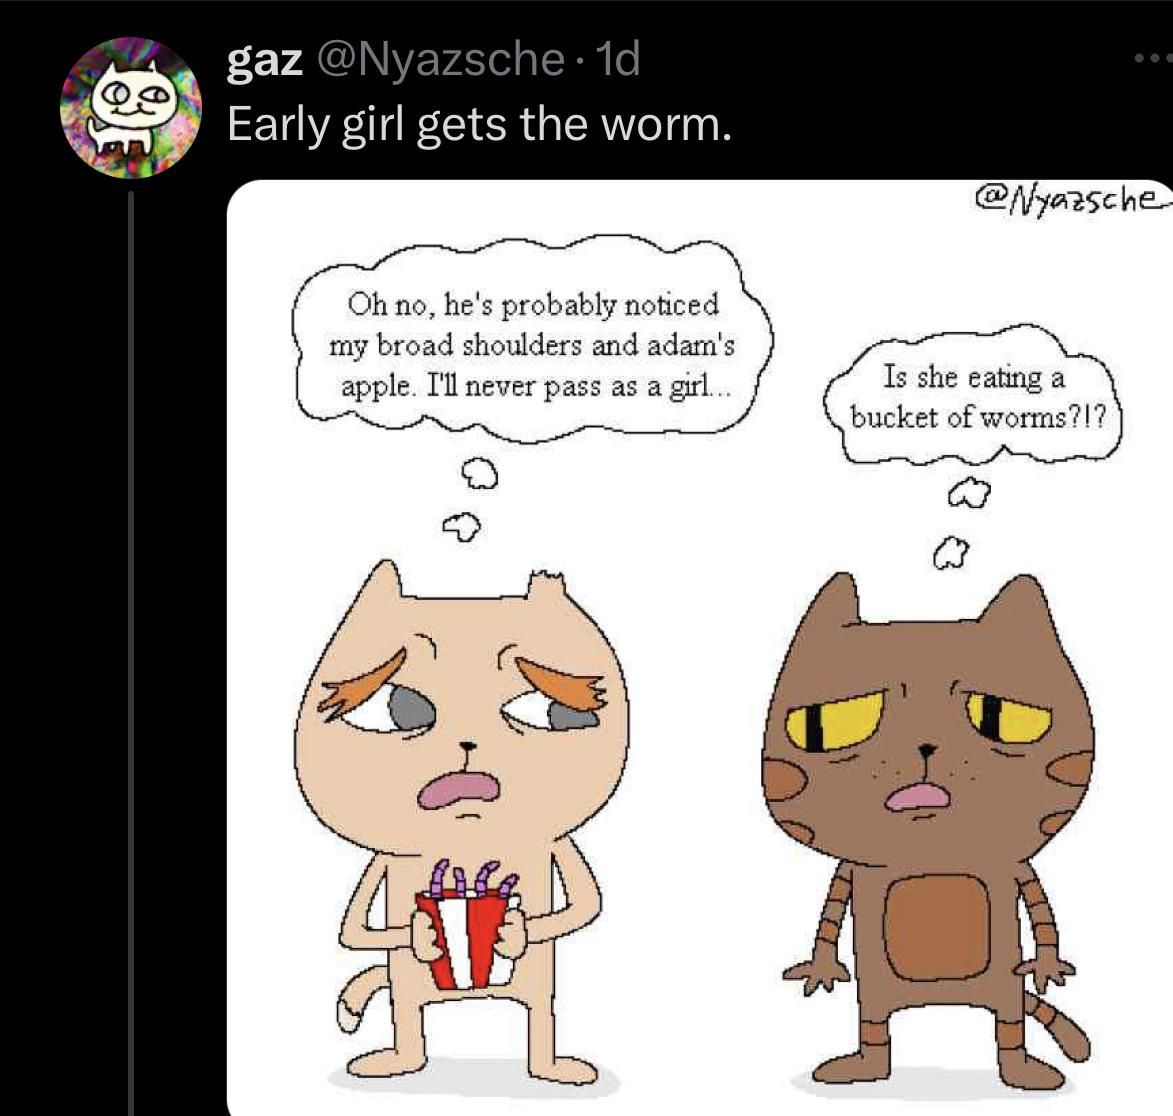 gaz @Nyazsche · 1d
Early girl gets the worm.
@Nyazsche
Oh no, he's probably noticed
my broad shoulders and adam's
apple. I'll never pass as a girl...
Is she eating a
bucket of worms?!?